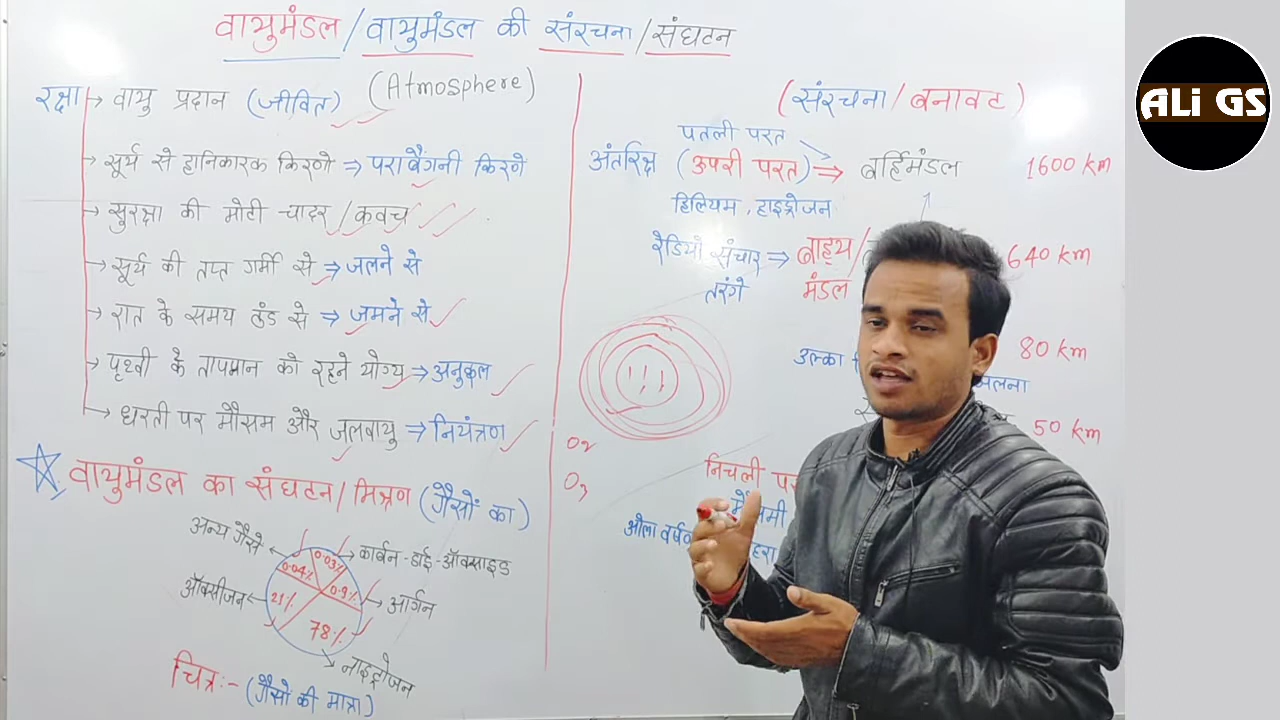 वायुमंडल / वायुमंडल की संरचना / संघटन
(Atmosphere)
रक्षा → वायु प्रदान (जीवित)
→ सूर्य से हानिकारक किरणो ⇒ पराबैंगनी किरणे
→ सुरक्षा की मोटी चादर / कवच
→ सूर्य की तप्त गर्मी से ⇒ जलने से
→ रात के समय ठंड से ⇒ जमने से
→ पृथ्वी के तापमान को रहने योग्य ⇒ अनुकूल
→ धरती पर मौसम और जलवायु ⇒ नियंत्रण
वायुमंडल का संघटन / मिश्रण (गैसों का)
अन्य गैसे
0.04%
0.03%
कार्बन-डाई-ऑक्साइड
ऑक्सीजन
21%
0.9%
आर्गन
78%
नाइट्रोजन
चित्र:- (गैसो की मात्रा)
(संरचना / बनावट)
पतली परत
अंतरिक्ष (ऊपरी परत) ⇒ बर्हिमंडल 1600 km
हिलियम, हाइड्रोजन
रेडियो संचार ⇒ बाह्य / 640 km
तरंगे मंडल
उल्का 80 km
जलना
50 km
O₂
O₃
निचली
ओला
ALi GS